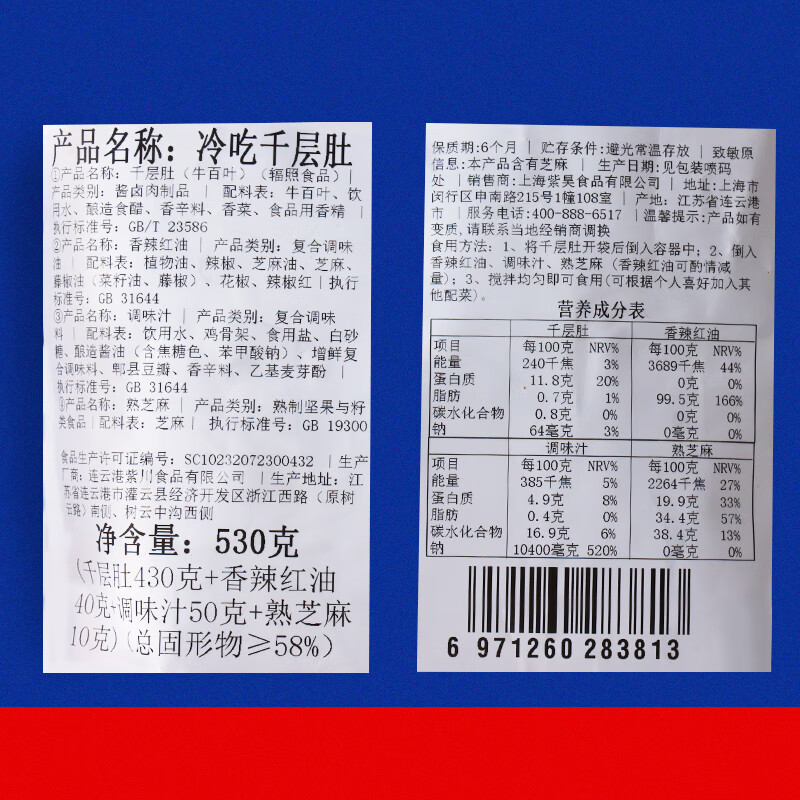 产品名称：冷吃千层肚
①产品名称：千层肚（牛百叶）（辐照食品）|
产品类别：酱卤肉制品 | 配料表：牛百叶、饮
用水、酿造食醋、香辛料、香菜、食品用香精 |
执行标准号：GB/T 23586
②产品名称：香辣红油 | 产品类别：复合调味
油 | 配料表：植物油、辣椒、芝麻油、芝麻、
藤椒油（菜籽油、藤椒）、花椒、辣椒红 | 执行
标准号：GB 31644
③产品名称：调味汁 | 产品类别：复合调味
料 | 配料表：饮用水、鸡骨架、食用盐、白砂
糖、酿造酱油（含焦糖色、苯甲酸钠）、增鲜复
合调味料、郫县豆瓣、香辛料、乙基麦芽酚 |
执行标准号：GB 31644
③产品名称：熟芝麻 | 产品类别：熟制坚果与籽
类食品 | 配料表：芝麻 | 执行标准号：GB 19300
食品生产许可证编号：SC10232072300432 | 生产
厂商：连云港紫川食品有限公司 | 生产地址：江
苏省连云港市灌云县经济开发区浙江西路（原树
云路）南侧、树云中沟西侧
净含量：530克
(千层肚430克+香辣红油
40克+调味汁50克+熟芝麻
10克)(总固形物≥58%)
保质期：6个月 | 贮存条件：避光常温存放 | 致敏原
信息：本产品含有芝麻 | 生产日期：见包装喷码
处 | 销售商：上海紫昊食品有限公司 | 地址：上海市
闵行区申南路215号1幢108室 | 产地：江苏省连云港
市 | 服务电话：400-888-6517 | 温馨提示：产品如有
变质，请联系当地经销商调换
食用方法：1、将千层肚开袋后倒入容器中；2、倒入
香辣红油、调味汁、熟芝麻（香辣红油可酌情减
量）；3、搅拌均匀即可食用(可根据个人喜好加入其
他配菜)。
营养成分表
千层肚 香辣红油
项目 每100克 NRV% 每100克 NRV%
能量 240千焦 3% 3689千焦 44%
蛋白质 11.8克 20% 0克 0%
脂肪 0.7克 1% 99.5克 166%
碳水化合物 0.8克 0% 0克 0%
钠 64毫克 3% 0毫克 0%
调味汁 熟芝麻
项目 每100克 NRV% 每100克 NRV%
能量 385千焦 5% 2264千焦 27%
蛋白质 4.9克 8% 19.9克 33%
脂肪 0.4克 0% 34.4克 57%
碳水化合物 16.9克 6% 38.4克 13%
钠 10400毫克 520% 0毫克 0%
6 971260 283813